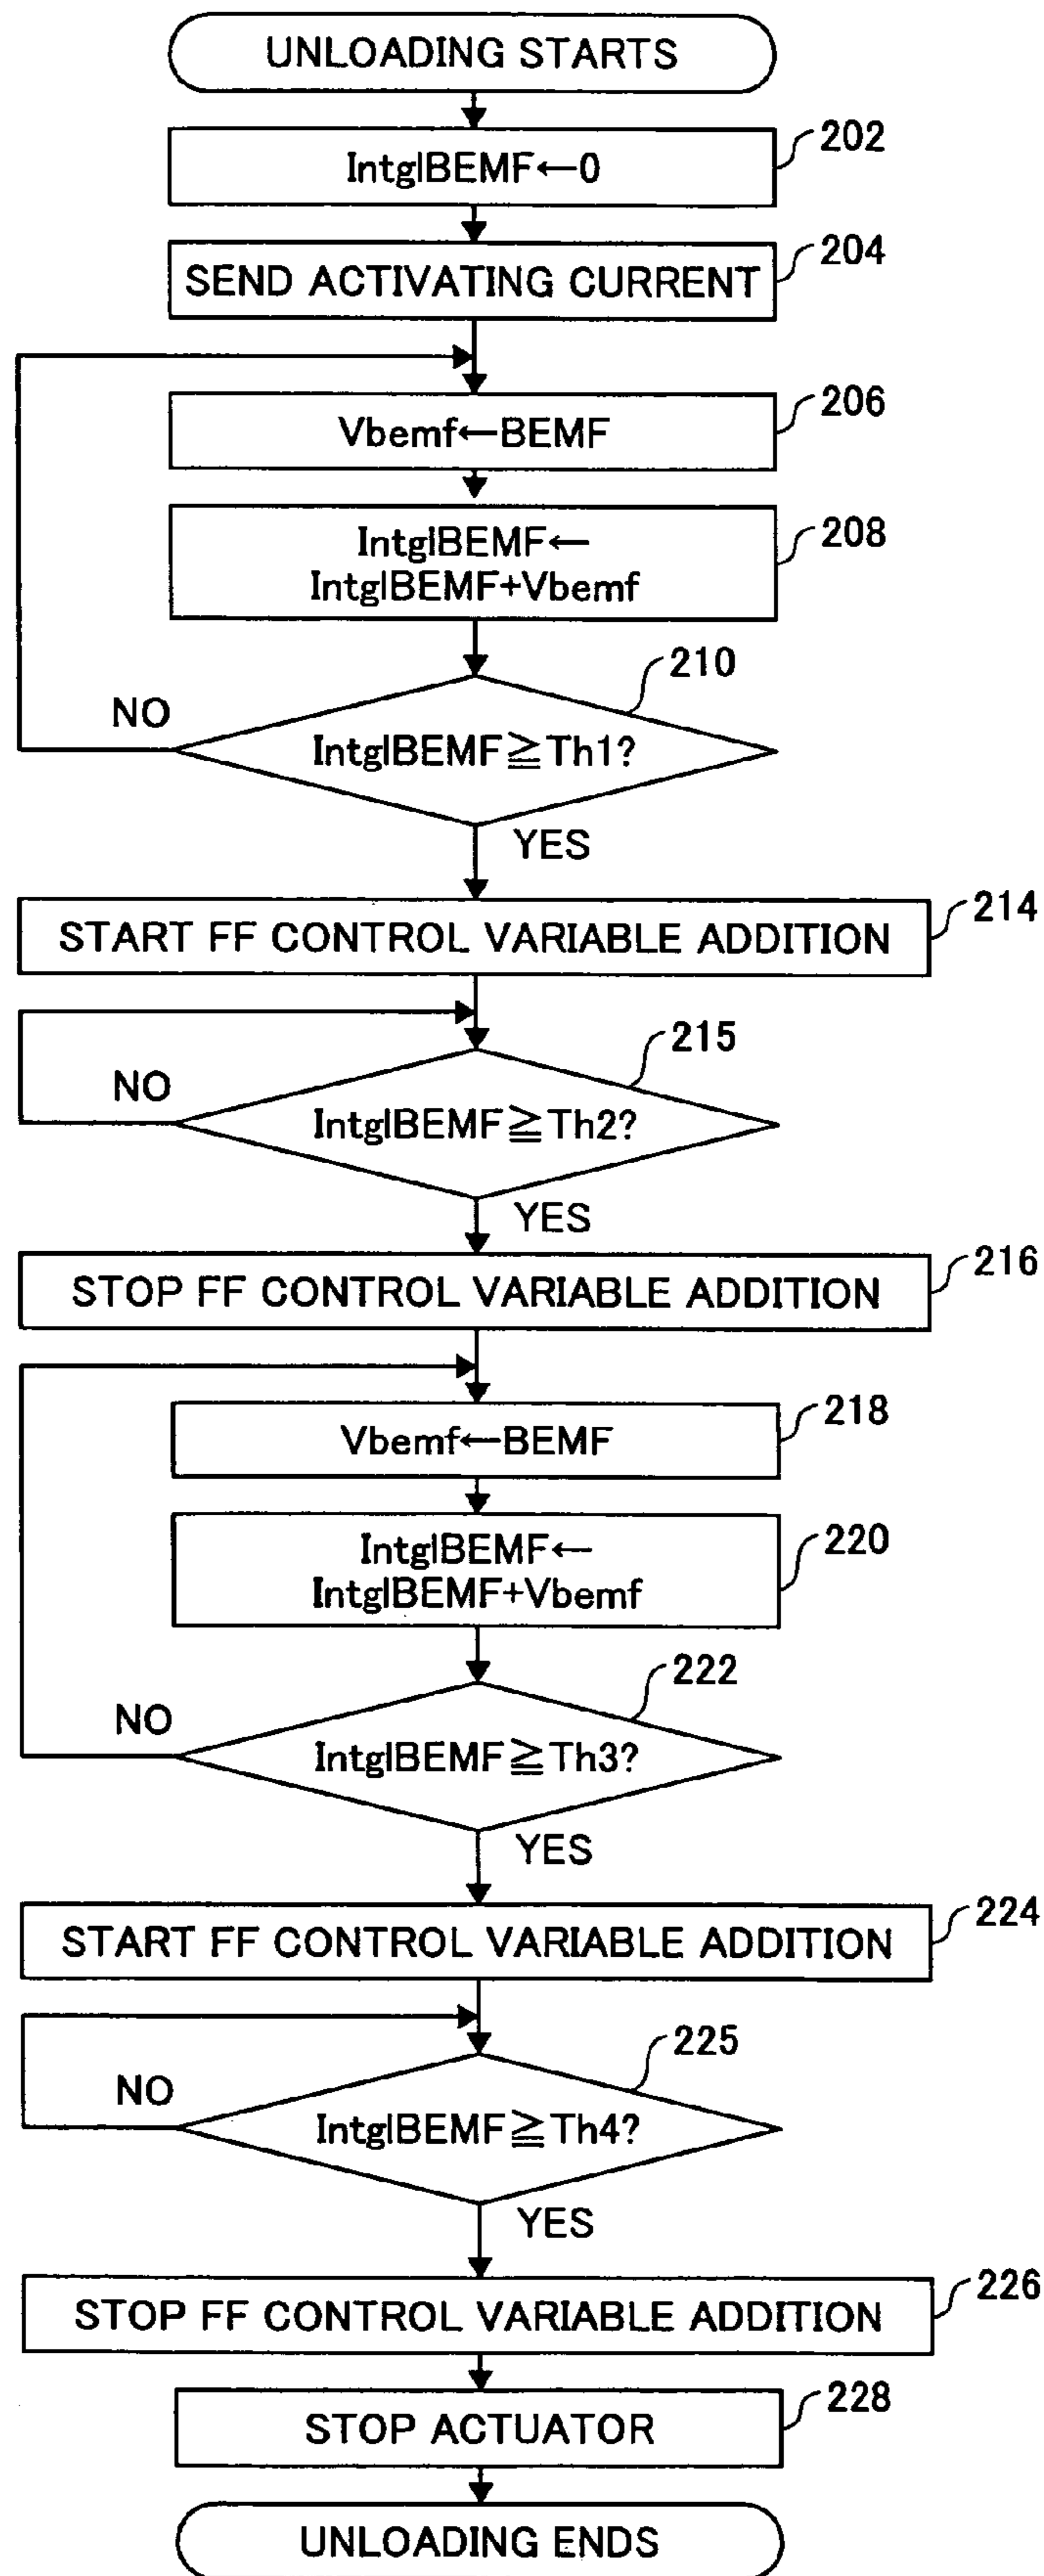 UNLOADING STARTS
202
IntglBEMF←0
204
SEND ACTIVATING CURRENT
206
Vbemf←BEMF
208
IntglBEMF←
IntglBEMF+Vbemf
210
NO
IntglBEMF≧Th1?
YES
214
START FF CONTROL VARIABLE ADDITION
215
NO
IntglBEMF≧Th2?
YES
216
STOP FF CONTROL VARIABLE ADDITION
218
Vbemf←BEMF
220
IntglBEMF←
IntglBEMF+Vbemf
222
NO
IntglBEMF≧Th3?
YES
224
START FF CONTROL VARIABLE ADDITION
225
NO
IntglBEMF≧Th4?
YES
226
STOP FF CONTROL VARIABLE ADDITION
228
STOP ACTUATOR
UNLOADING ENDS